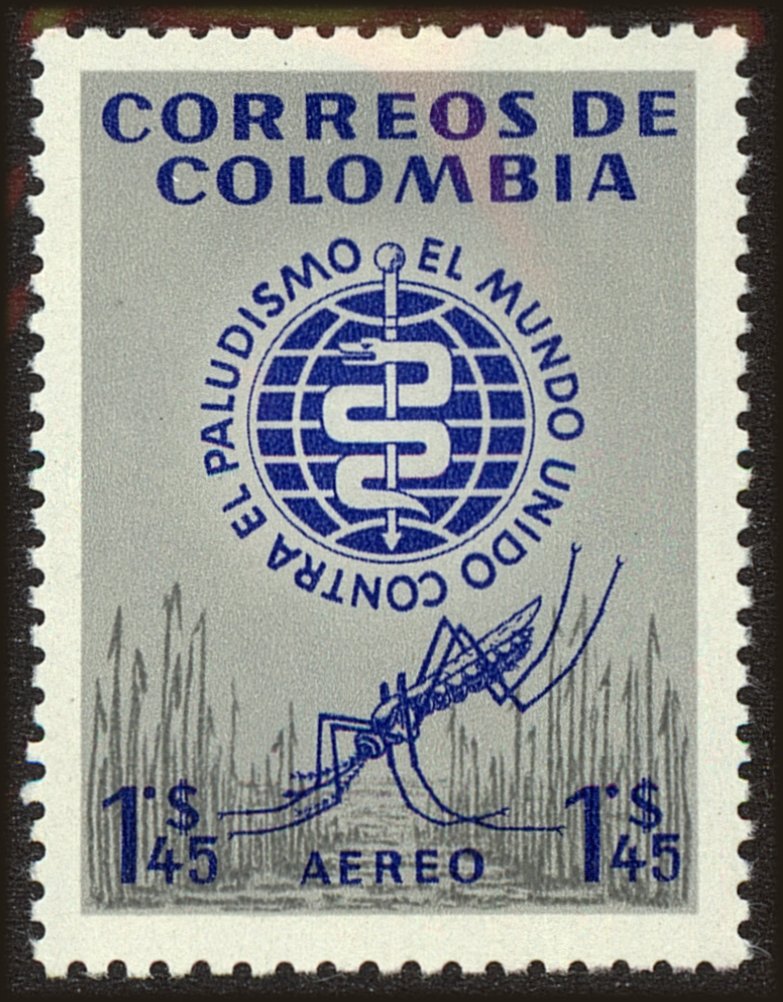 CORREOS DE
COLOMBIA
EL MUNDO UNIDO CONTRA EL PALUDISMO
1·$45
AEREO
1·$45